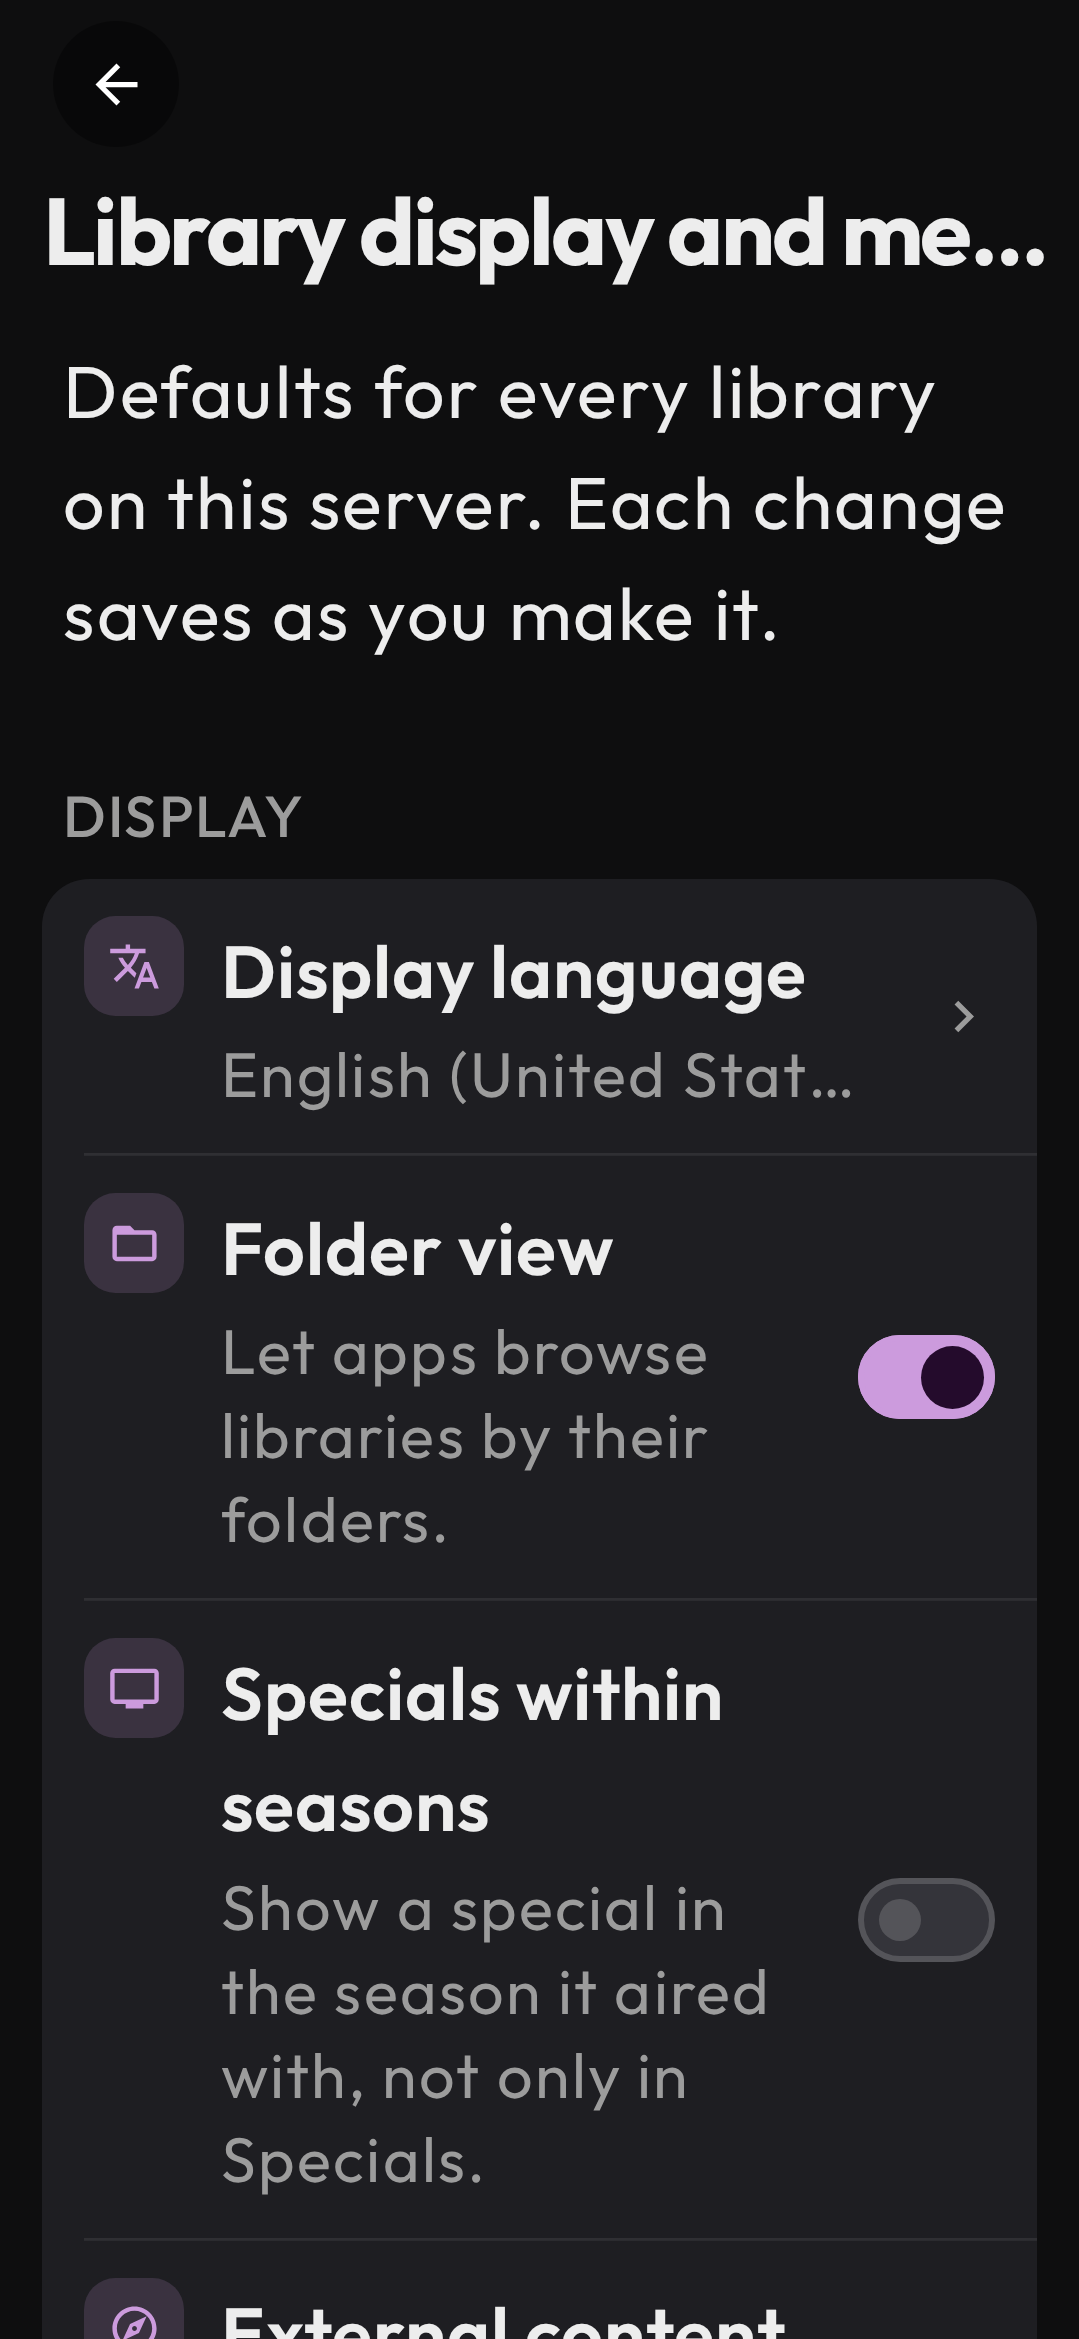 Library display and me...
Defaults for every library
on this server. Each change
saves as you make it.
DISPLAY
Display language
English (United Stat...
Folder view
Let apps browse
libraries by their
folders.
Specials within
seasons
Show a special in
the season it aired
with, not only in
Specials.
External content